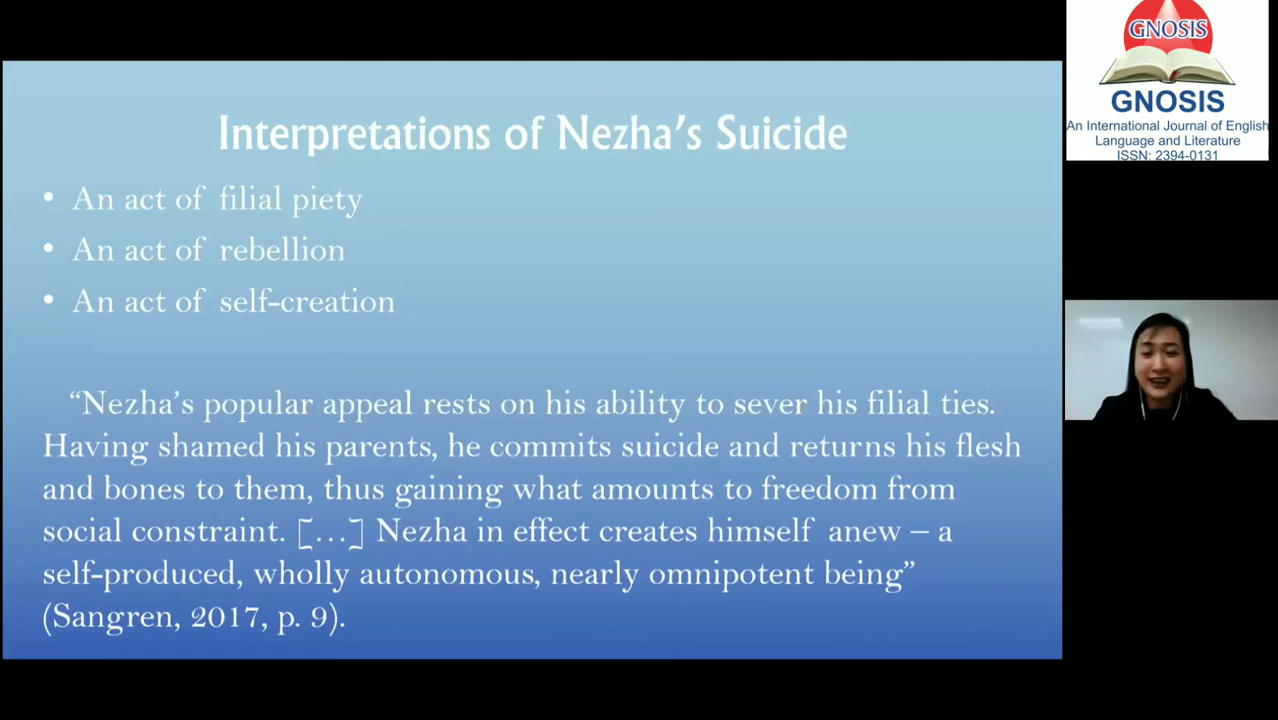 Interpretations of Nezha's Suicide
• An act of filial piety
• An act of rebellion
• An act of self-creation
“Nezha's popular appeal rests on his ability to sever his filial ties.
Having shamed his parents, he commits suicide and returns his flesh
and bones to them, thus gaining what amounts to freedom from
social constraint. […] Nezha in effect creates himself anew – a
self-produced, wholly autonomous, nearly omnipotent being”
(Sangren, 2017, p. 9).
GNOSIS
GNOSIS
An International Journal of English
Language and Literature
ISSN: 2394-0131